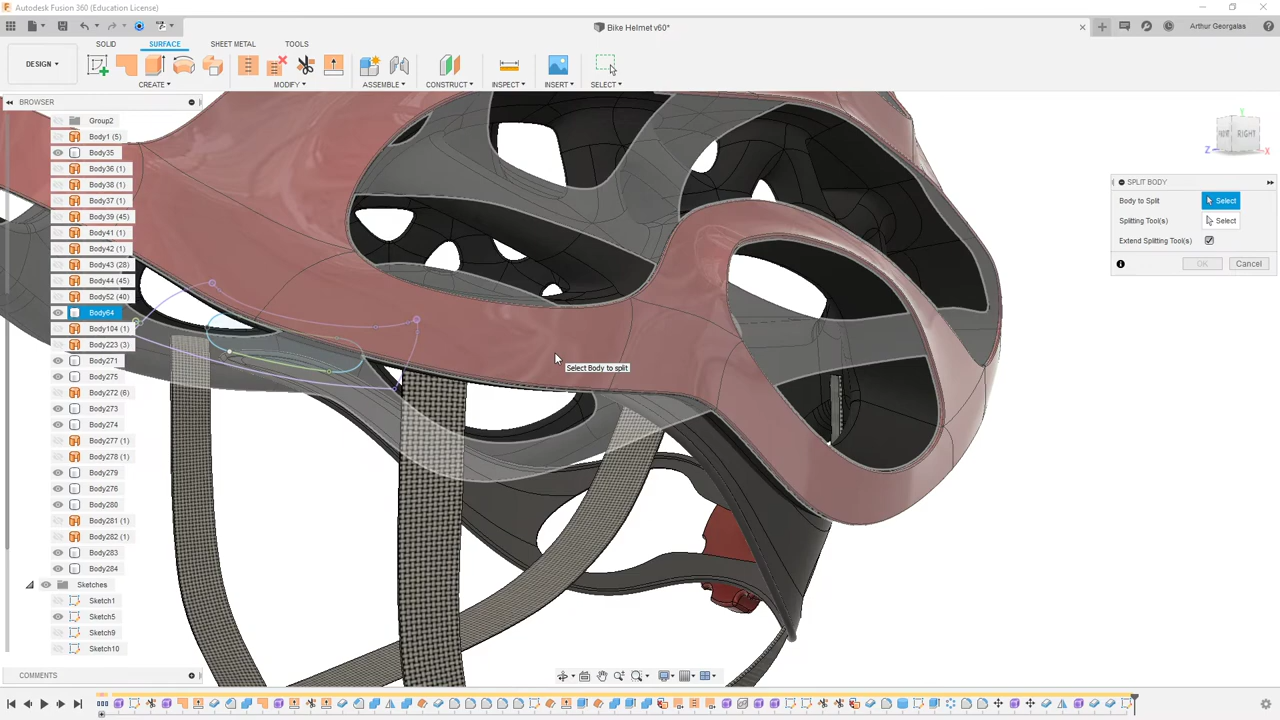 Autodesk Fusion 360 (Education License)
Bike Helmet v60*
Arthur Georgalas
DESIGN
SOLID SURFACE SHEET METAL TOOLS
CREATE MODIFY ASSEMBLE CONSTRUCT INSPECT INSERT SELECT
BROWSER
Group2
Body1 (5)
Body35
Body36 (1)
Body38 (1)
Body37 (1)
Body39 (45)
Body41 (1)
Body42 (1)
Body43 (28)
Body44 (45)
Body52 (40)
Body64
Body104 (1)
Body223 (3)
Body271
Body275
Body272 (6)
Body273
Body274
Body277 (1)
Body278 (1)
Body279
Body276
Body280
Body281 (1)
Body282 (1)
Body283
Body284
Sketches
Sketch1
Sketch5
Sketch9
Sketch10
COMMENTS
Select Body to split
Y
RIGHT
Z
X
SPLIT BODY
Body to Split Select
Splitting Tool(s) Select
Extend Splitting Tool(s)
OK Cancel